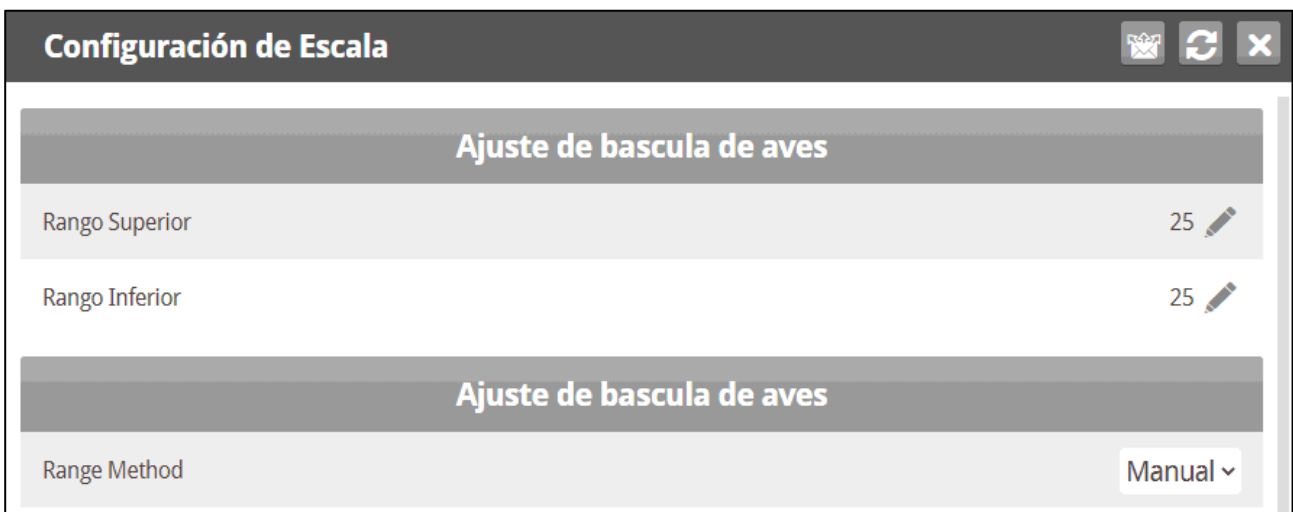 Configuración de Escala
Ajuste de bascula de aves
Rango Superior 25
Rango Inferior 25
Ajuste de bascula de aves
Range Method Manual